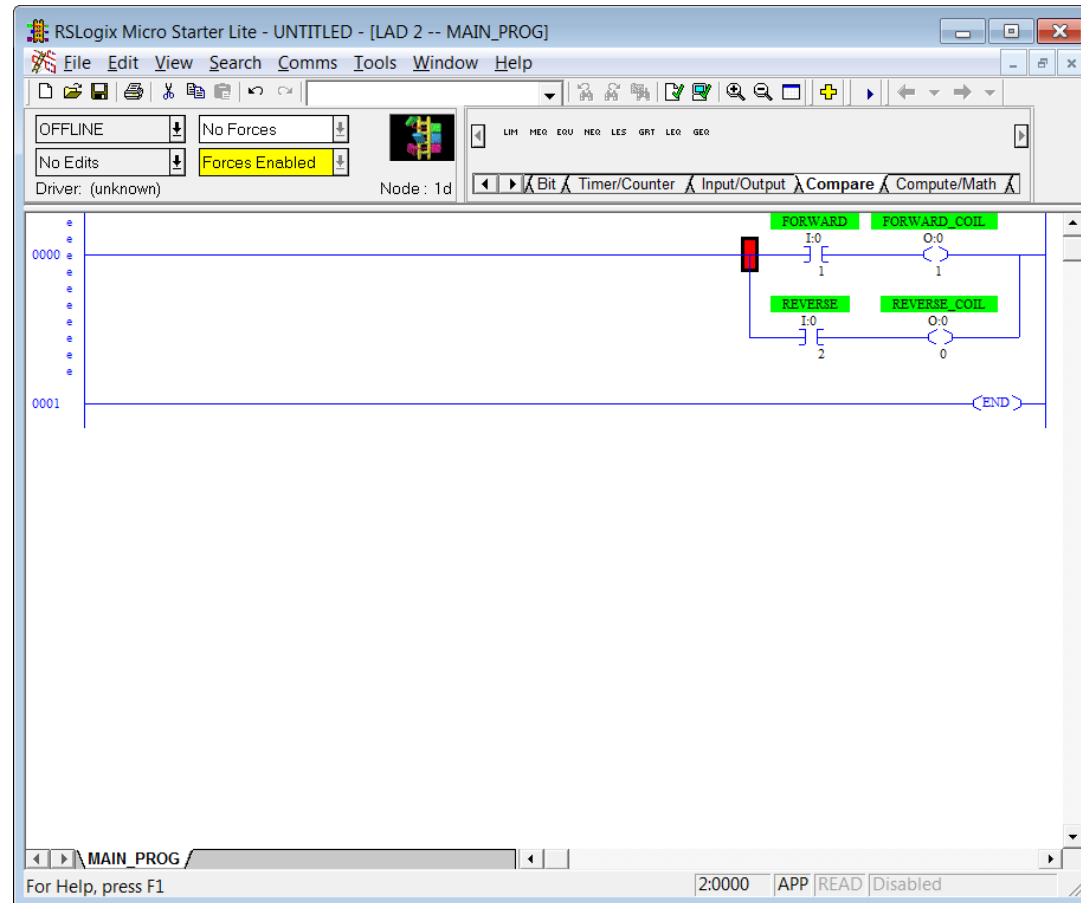 RSLogix Micro Starter Lite - UNTITLED - [LAD 2 -- MAIN_PROG]
File Edit View Search Comms Tools Window Help
OFFLINE No Forces
No Edits Forces Enabled
Driver: (unknown) Node : 1d
LIM MEQ EQU NEQ LES GRT LEQ GEQ
Bit Timer/Counter Input/Output Compare Compute/Math
FORWARD FORWARD_COIL
e
e
I:0 O:0
0000 e
e
1 1
e
e
REVERSE REVERSE_COIL
e
I:0 O:0
e
e
2 0
e
0001 END
MAIN_PROG
For Help, press F1 2:0000 APP READ Disabled